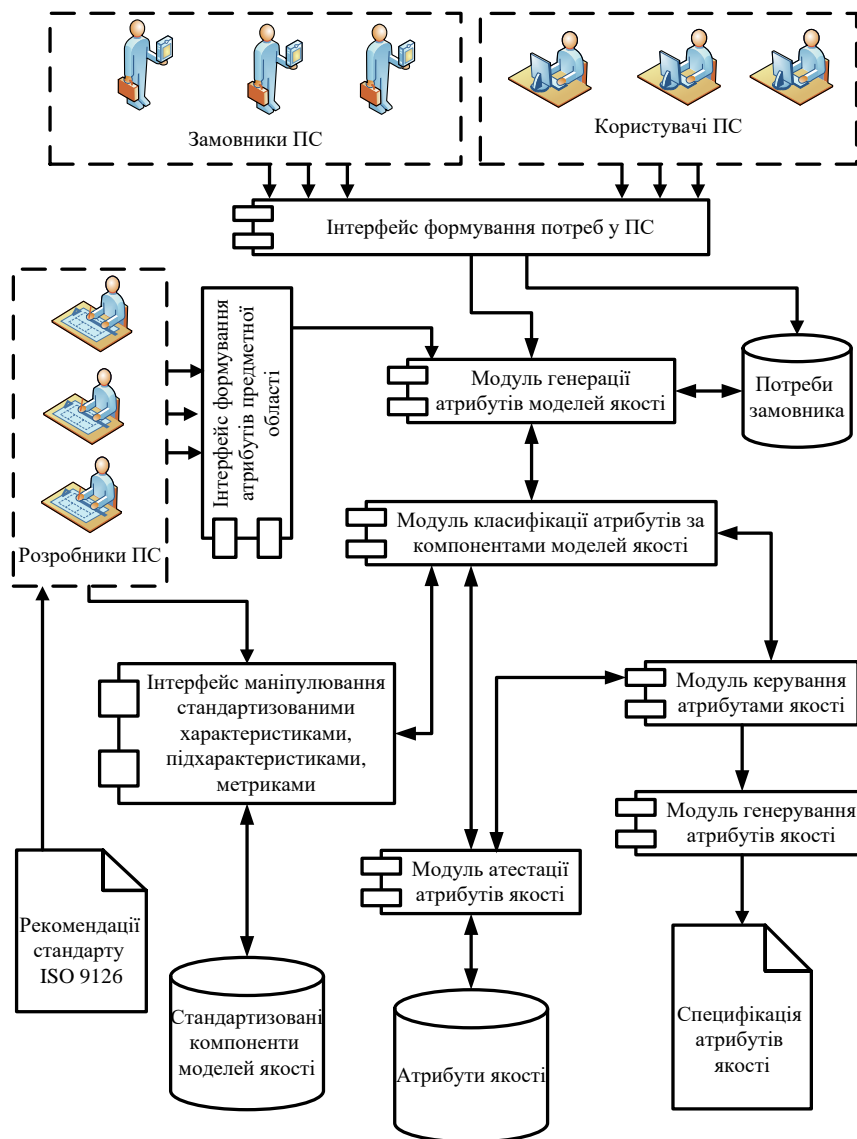 Замовники ПС
Користувачі ПС
Інтерфейс формування потреб у ПС
Інтерфейс формування
атрибутів предметної
області
Модуль генерації
атрибутів моделей якості
Потреби
замовника
Розробники ПС
Модуль класифікації атрибутів за
компонентами моделей якості
Інтерфейс маніпулювання
стандартизованими
характеристиками,
підхарактеристиками,
метриками
Модуль керування
атрибутами якості
Модуль генерування
атрибутів якості
Модуль атестації
атрибутів якості
Рекомендації
стандарту
ISO 9126
Стандартизовані
компоненти
моделей якості
Атрибути якості
Специфікація
атрибутів
якості